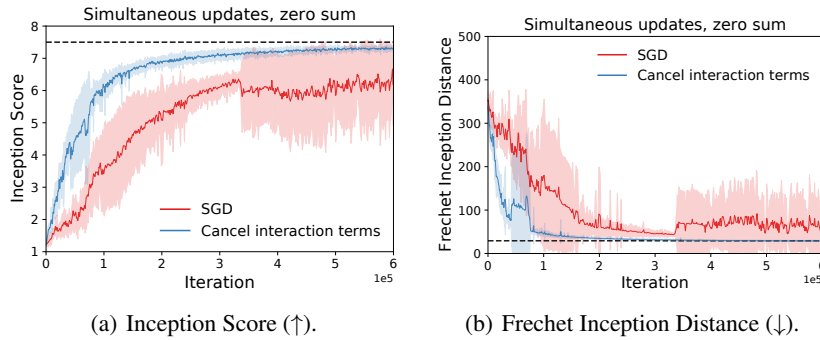 Simultaneous updates, zero sum
8
7
6
5
4
3
2
1
Inception Score
SGD
Cancel interaction terms
0 1 2 3 4 5 6
1e5
Iteration
(a) Inception Score (↑).
Simultaneous updates, zero sum
500
400
300
200
100
0
Frechet Inception Distance
SGD
Cancel interaction terms
0 1 2 3 4 5 6
1e5
Iteration
(b) Frechet Inception Distance (↓).